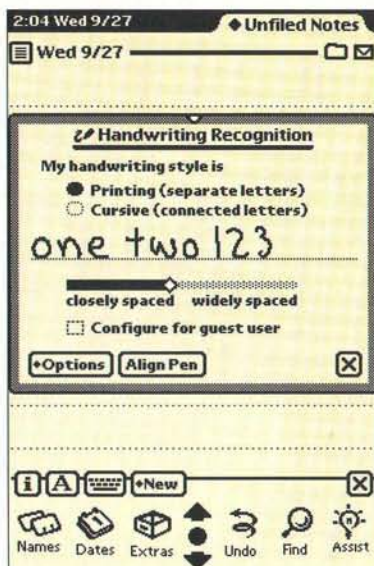 2:04 Wed 9/27 ◆Unfiled Notes
Wed 9/27
Handwriting Recognition
My handwriting style is
Printing (separate letters)
Cursive (connected letters)
one two 123
closely spaced widely spaced
Configure for guest user
◆Options Align Pen X
i A ◆New X
Names Dates Extras Undo Find Assist